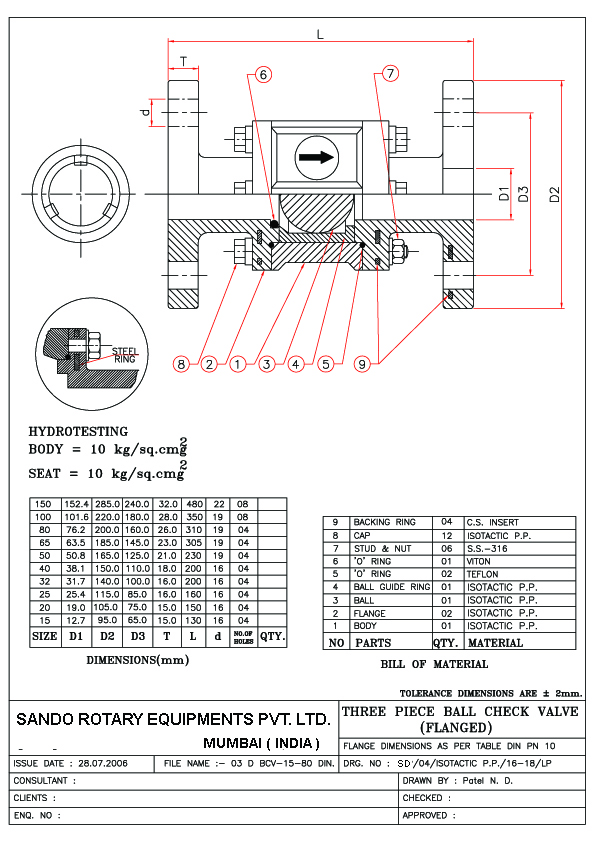 L
T
6
7
d
D1
D3
D2
8
2
1
3
4
5
9
STEEL
RING
HYDROTESTING
BODY = 10 kg/sq.cmg2
SEAT = 10 kg/sq.cmg2
150 152.4 285.0 240.0 32.0 480 22 08
100 101.6 220.0 180.0 28.0 350 19 08
80 76.2 200.0 160.0 26.0 310 19 04
65 63.5 185.0 145.0 23.0 305 19 04
50 50.8 165.0 125.0 21.0 230 19 04
40 38.1 150.0 110.0 18.0 200 16 04
32 31.7 140.0 100.0 16.0 200 16 04
25 25.4 115.0 85.0 16.0 160 16 04
20 19.0 105.0 75.0 15.0 150 16 04
15 12.7 95.0 65.0 15.0 130 16 04
SIZE D1 D2 D3 T L d NO.OF HOLES QTY.
DIMENSIONS(mm)
9 BACKING RING 04 C.S. INSERT
8 CAP 12 ISOTACTIC P.P.
7 STUD & NUT 06 S.S.-316
6 'O' RING 01 VITON
5 'O' RING 02 TEFLON
4 BALL GUIDE RING 01 ISOTACTIC P.P.
3 BALL 01 ISOTACTIC P.P.
2 FLANGE 02 ISOTACTIC P.P.
1 BODY 01 ISOTACTIC P.P.
NO PARTS QTY. MATERIAL
BILL OF MATERIAL
TOLERANCE DIMENSIONS ARE ± 2mm.
SANDO ROTARY EQUIPMENTS PVT. LTD.
MUMBAI ( INDIA )
THREE PIECE BALL CHECK VALVE
(FLANGED)
FLANGE DIMENSIONS AS PER TABLE DIN PN 10
ISSUE DATE : 28.07.2006
FILE NAME :- 03 D BCV-15-80 DIN.
DRG. NO : SD/04/ISOTACTIC P.P./16-18/LP
CONSULTANT :
DRAWN BY : Patel N. D.
CLIENTS :
CHECKED :
ENQ. NO :
APPROVED :